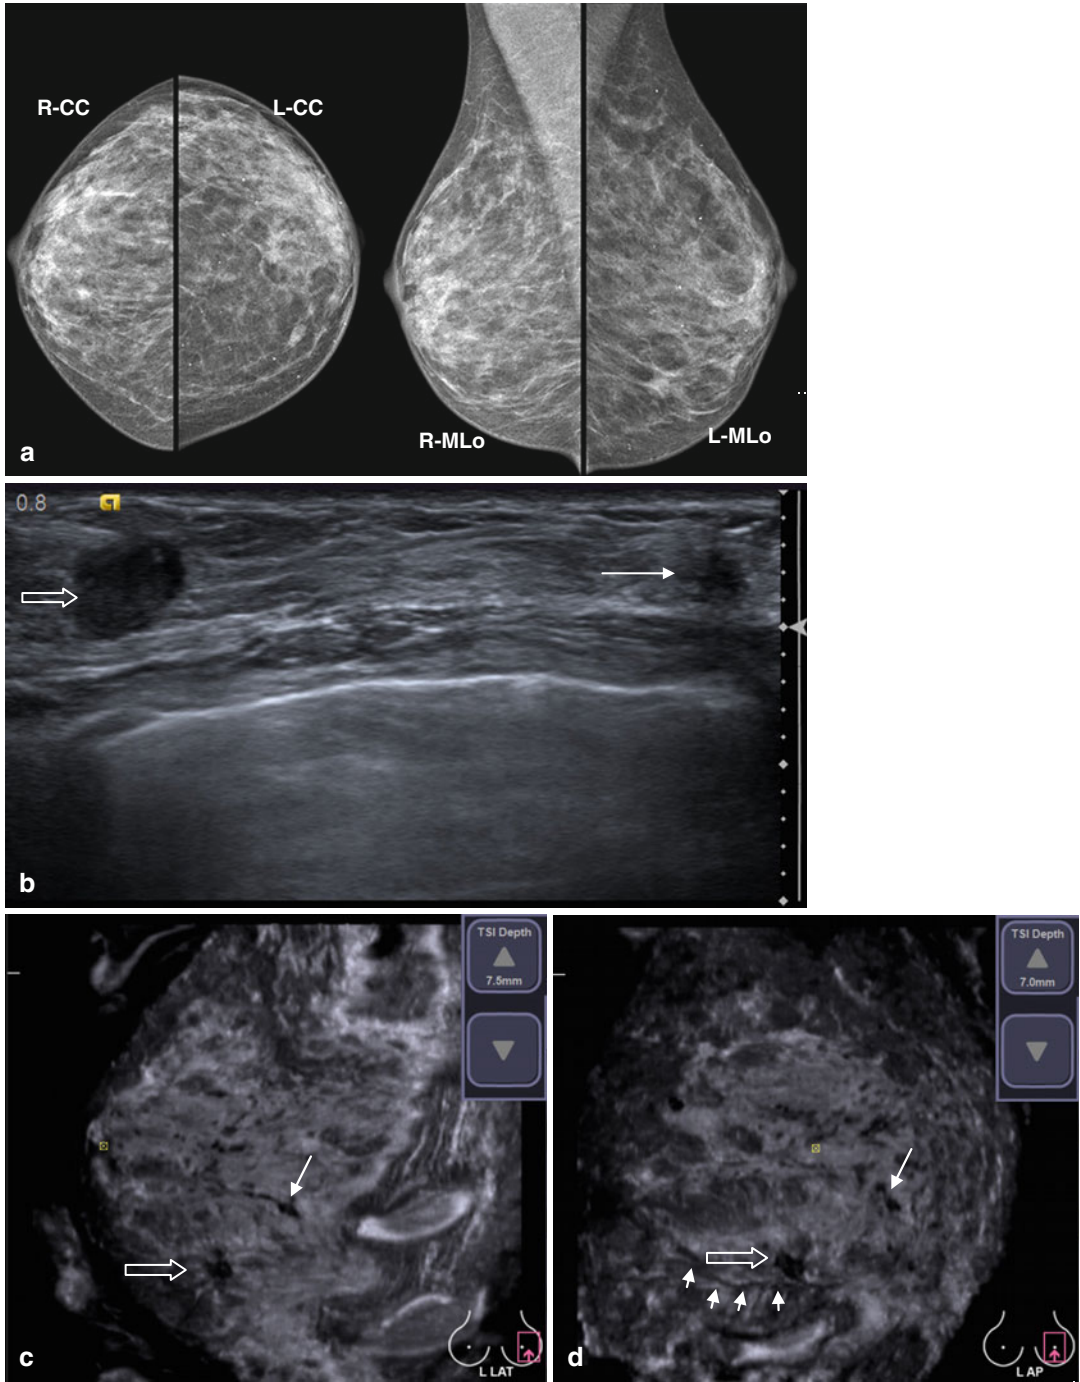 R-CC
L-CC
R-MLo
L-MLo
a
0.8
b
TSI Depth
7.5mm
L LAT
c
TSI Depth
7.0mm
L AP
d